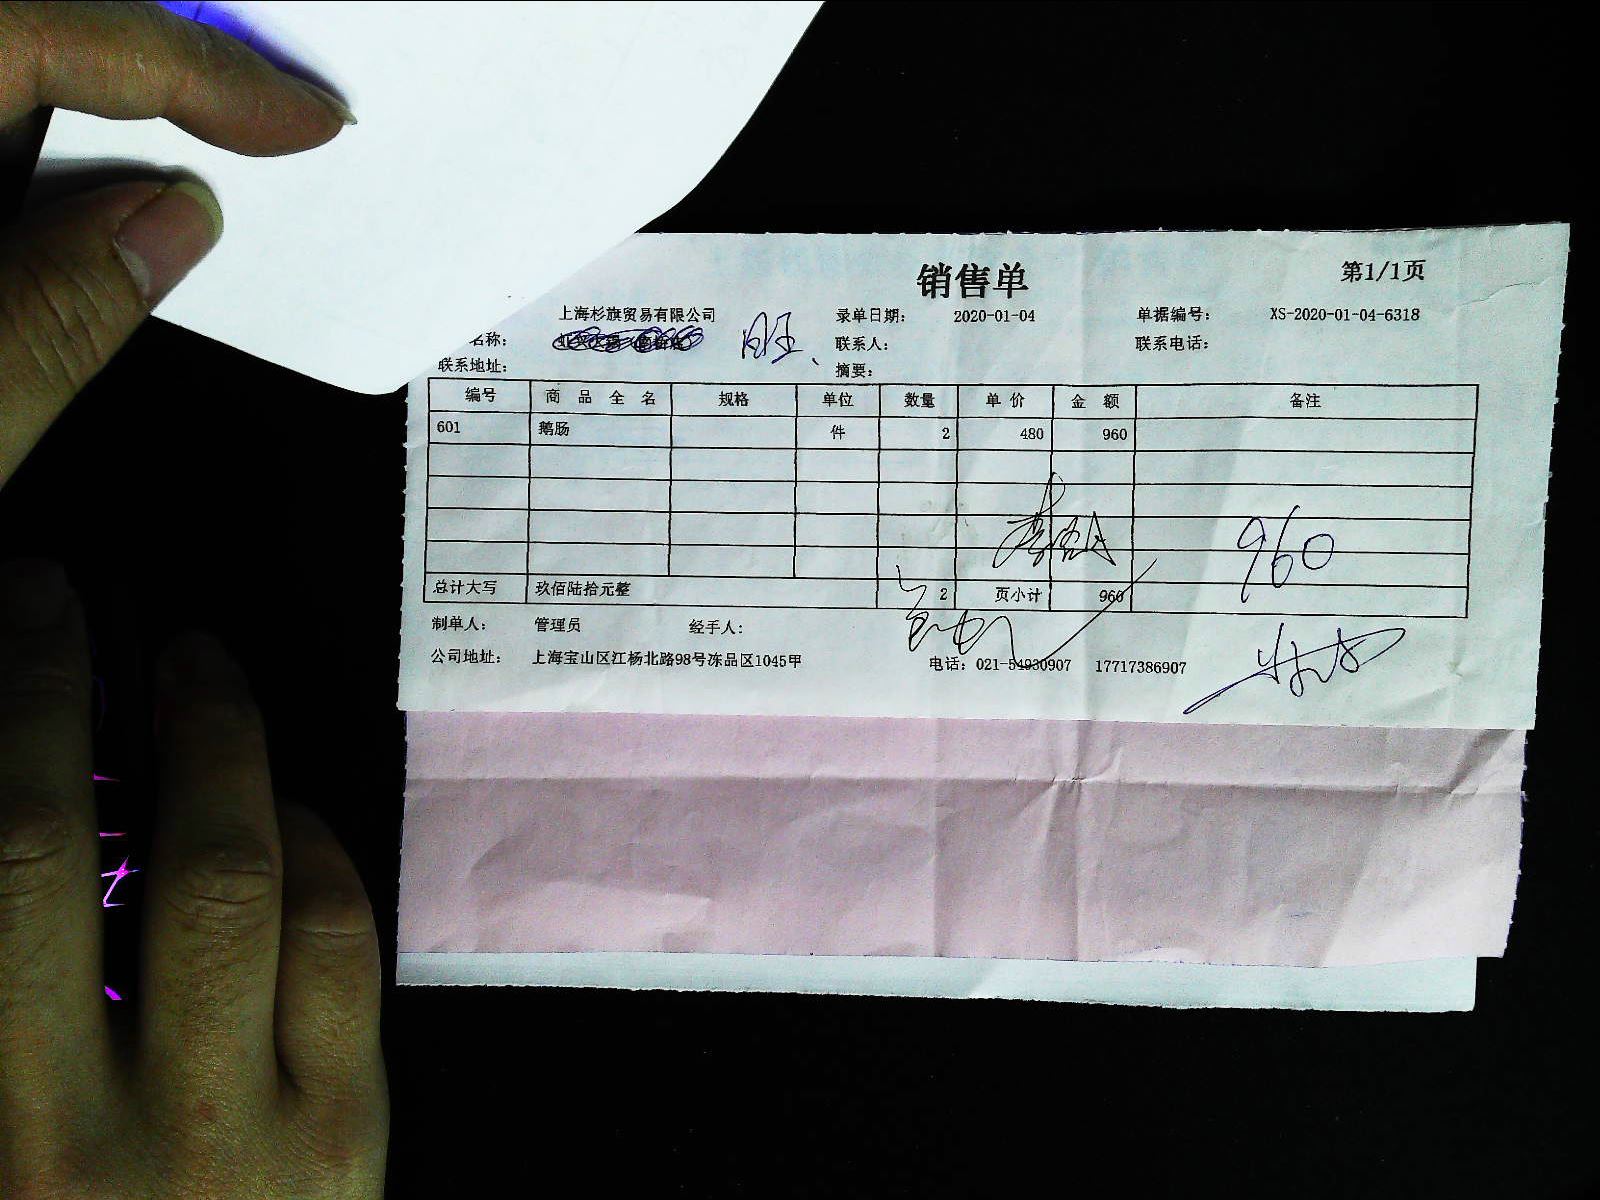 销售单 第1/1页
上海杉旗贸易有限公司 录单日期： 2020-01-04 单据编号： XS-2020-01-04-6318
名称： 旺 联系人： 联系电话：
联系地址： 摘要：
编号 商品全名 规格 单位 数量 单价 金额 备注
601 鹅肠 件 2 480 960
960
总计大写 玖佰陆拾元整 2 页小计 960
制单人： 管理员 经手人：
公司地址： 上海宝山区江杨北路98号冻品区1045甲 电话：021-54930907 17717386907